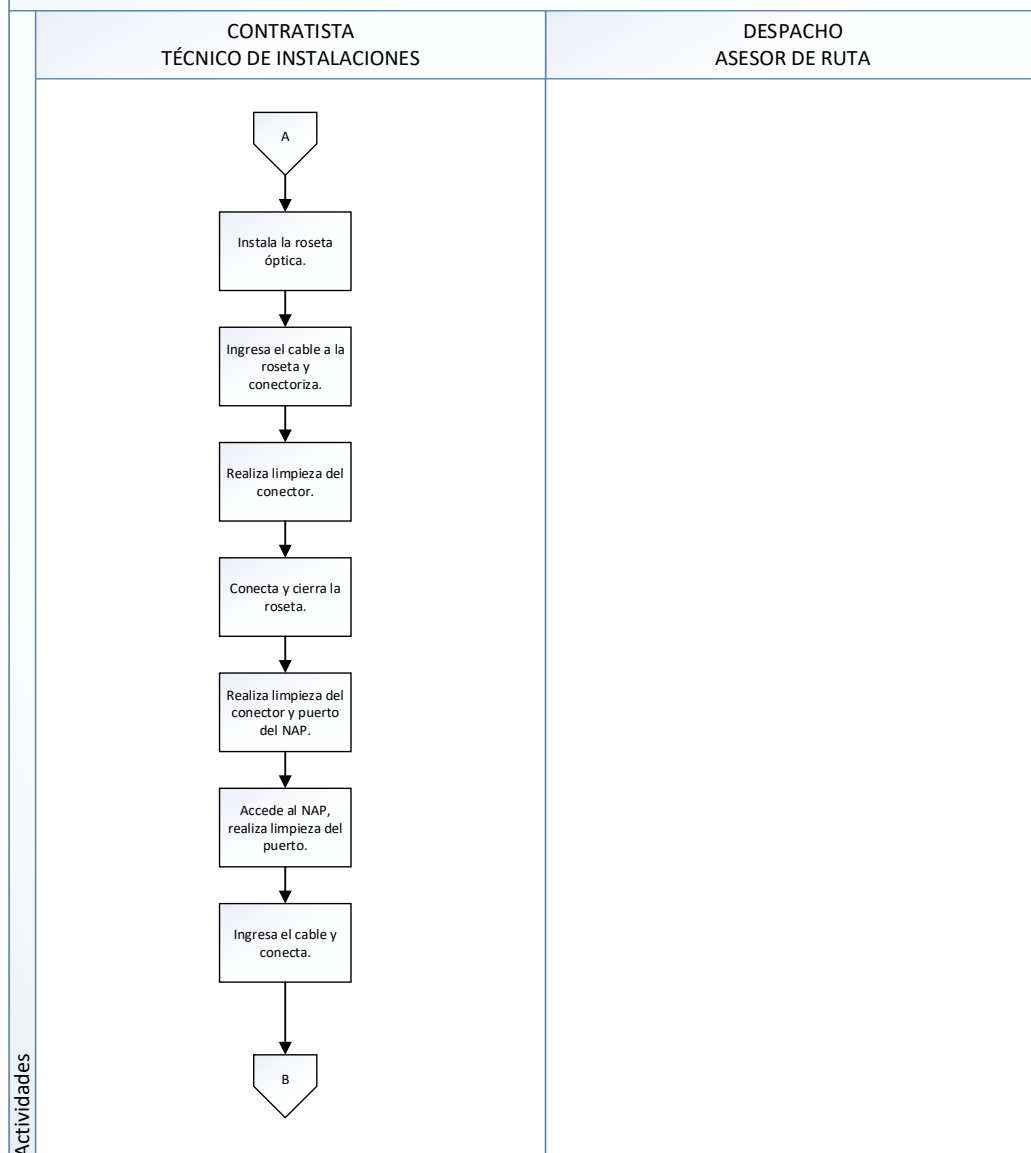 CONTRATISTA
TÉCNICO DE INSTALACIONES
DESPACHO
ASESOR DE RUTA
A
Instala la roseta
óptica.
Ingresa el cable a la
roseta y
conectoriza.
Realiza limpieza del
conector.
Conecta y cierra la
roseta.
Realiza limpieza del
conector y puerto
del NAP.
Accede al NAP,
realiza limpieza del
puerto.
Ingresa el cable y
conecta.
B
Actividades